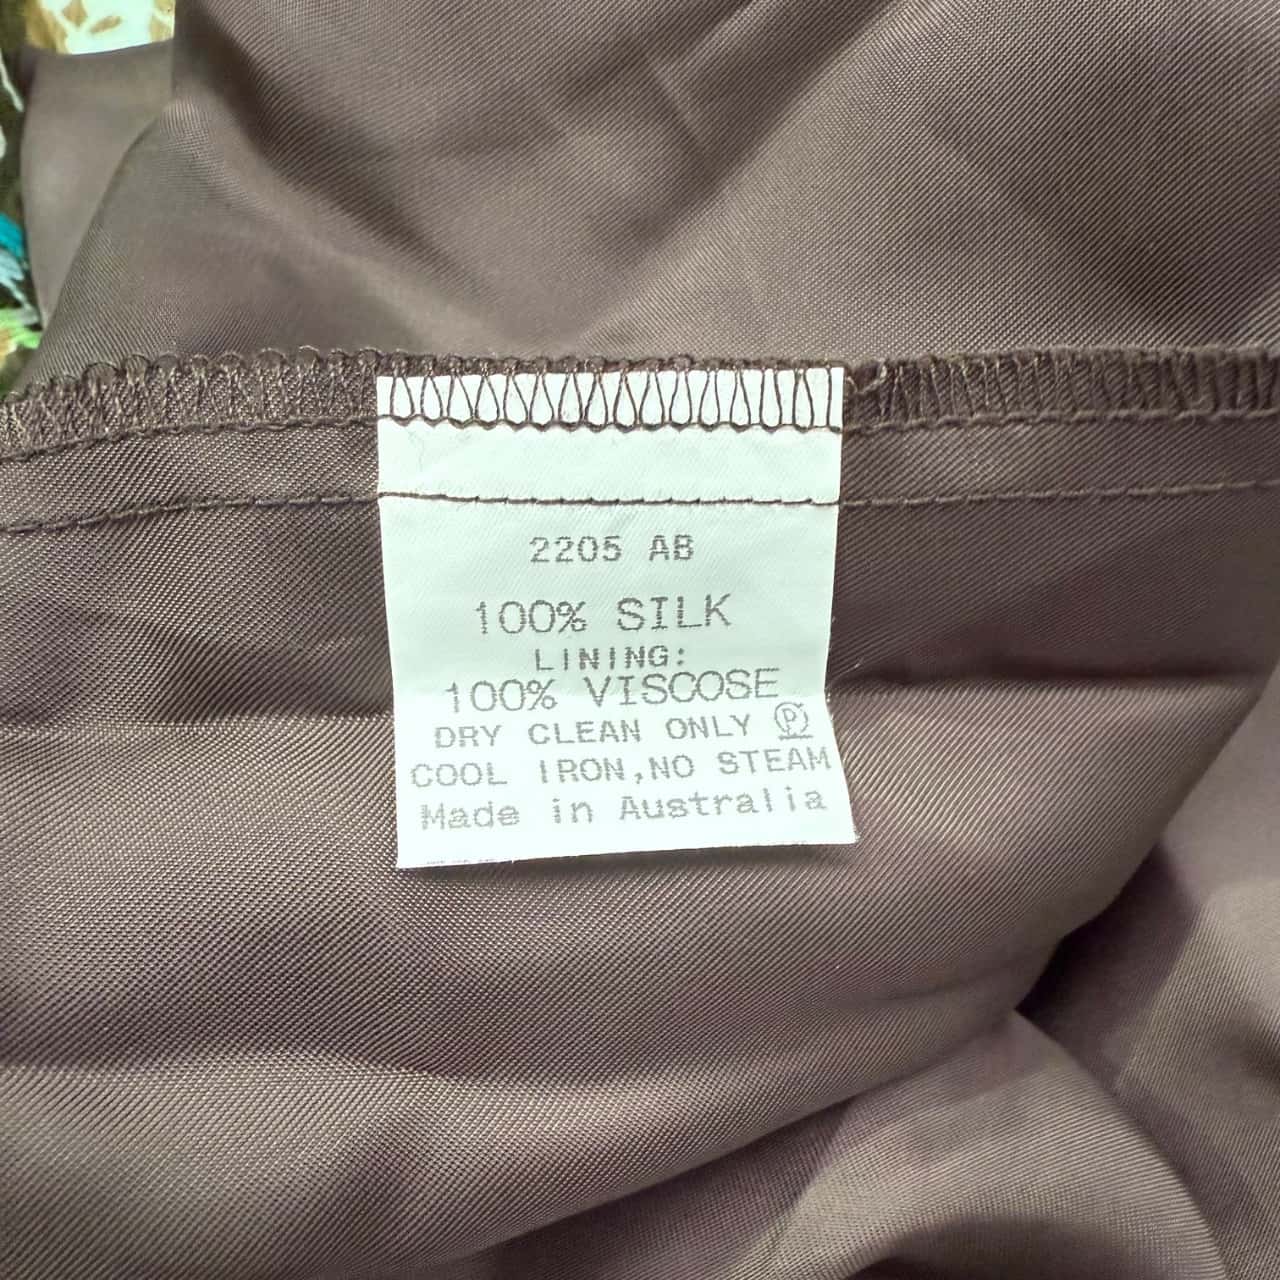 2205 AB
100% SILK
LINING:
100% VISCOSE
DRY CLEAN ONLY Ⓟ
COOL IRON,NO STEAM
Made in Australia